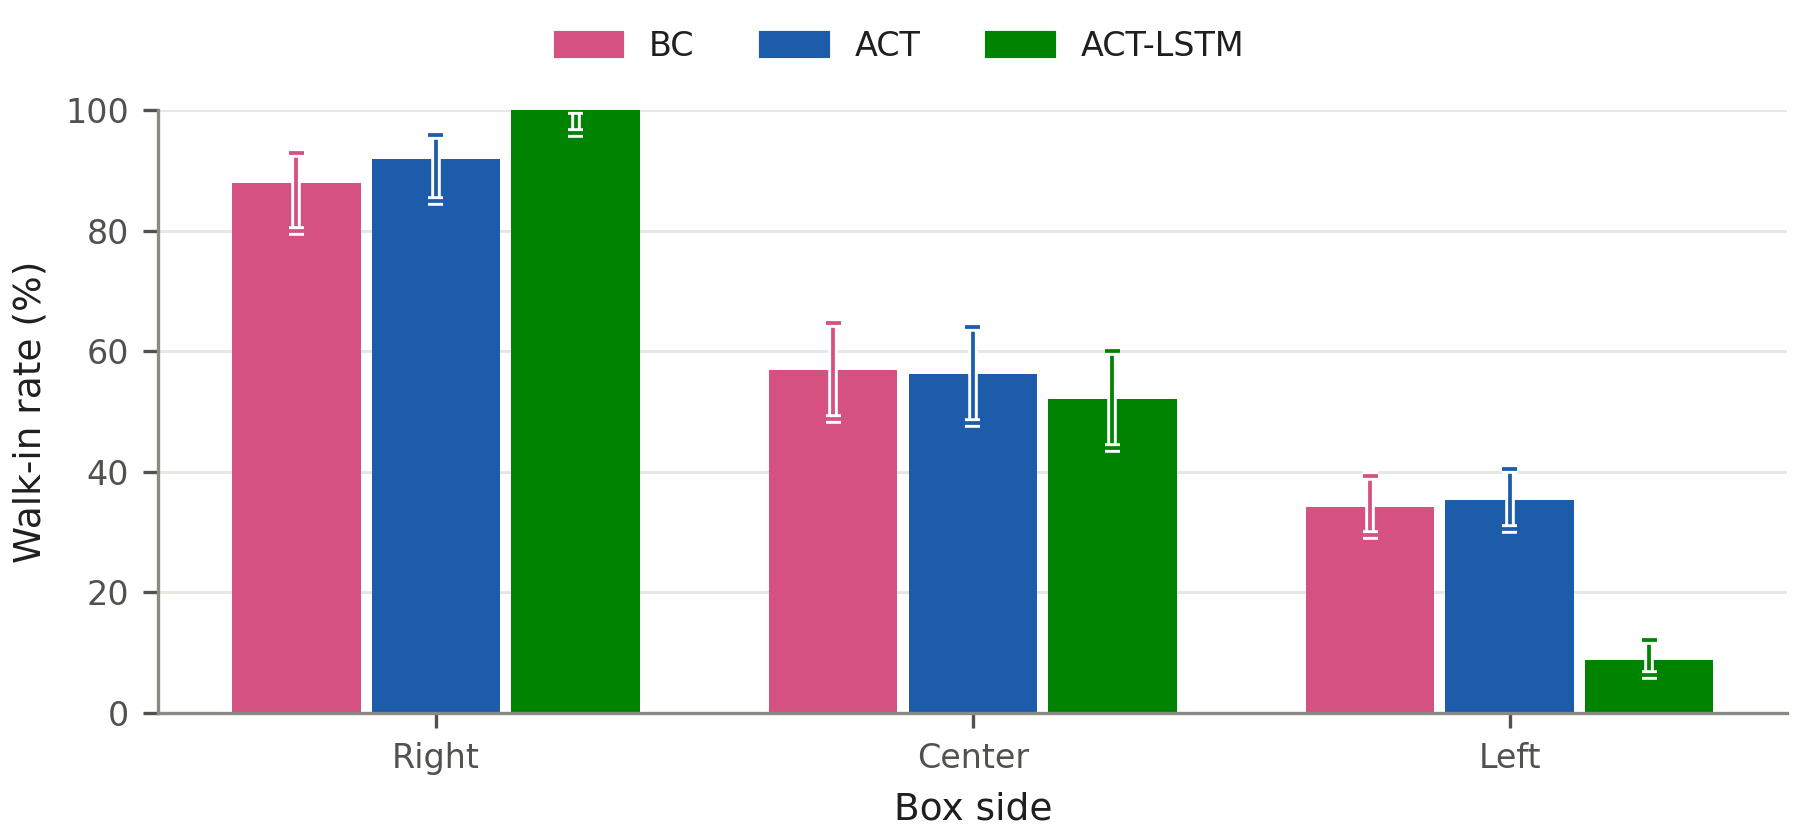 BC ACT ACT-LSTM
Walk-in rate (%)
100
80
60
40
20
0
Right Center Left
Box side